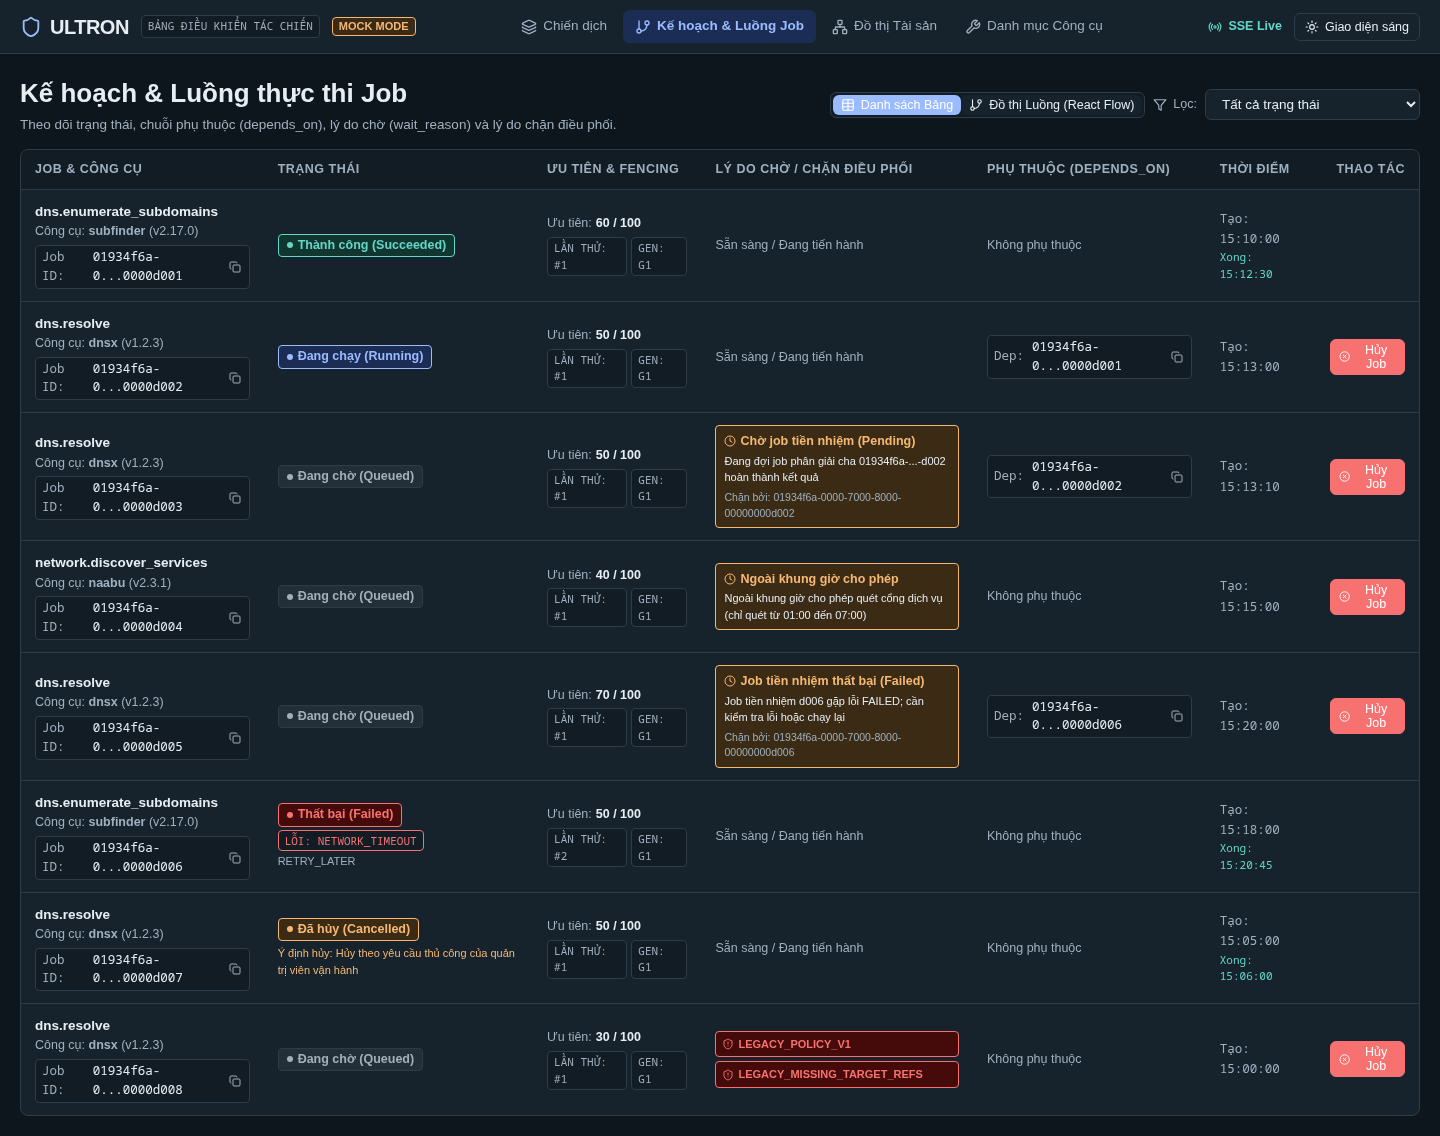 ULTRON
BẢNG ĐIỀU KHIỂN TÁC CHIẾN
MOCK MODE
Chiến dịch
Kế hoạch & Luồng Job
Đồ thị Tài sản
Danh mục Công cụ
SSE Live
Giao diện sáng
Kế hoạch & Luồng thực thi Job
Theo dõi trạng thái, chuỗi phụ thuộc (depends_on), lý do chờ (wait_reason) và lý do chặn điều phối.
Danh sách Bảng
Đồ thị Luồng (React Flow)
Lọc:
Tất cả trạng thái
JOB & CÔNG CỤ
TRẠNG THÁI
ƯU TIÊN & FENCING
LÝ DO CHỜ / CHẶN ĐIỀU PHỐI
PHỤ THUỘC (DEPENDS_ON)
THỜI ĐIỂM
THAO TÁC
dns.enumerate_subdomains
Công cụ: subfinder (v2.17.0)
Job ID: 01934f6a-
0...0000d001
Thành công (Succeeded)
Ưu tiên: 60 / 100
LẦN THỬ: #1
GEN: G1
Sẵn sàng / Đang tiến hành
Không phụ thuộc
Tạo:
15:10:00
Xong:
15:12:30
dns.resolve
Công cụ: dnsx (v1.2.3)
Job ID: 01934f6a-
0...0000d002
Đang chạy (Running)
Ưu tiên: 50 / 100
LẦN THỬ: #1
GEN: G1
Sẵn sàng / Đang tiến hành
Dep: 01934f6a-
0...0000d001
Tạo:
15:13:00
Hủy Job
dns.resolve
Công cụ: dnsx (v1.2.3)
Job ID: 01934f6a-
0...0000d003
Đang chờ (Queued)
Ưu tiên: 50 / 100
LẦN THỬ: #1
GEN: G1
Chờ job tiền nhiệm (Pending)
Đang đợi job phân giải cha 01934f6a-...-d002
hoàn thành kết quả
Chặn bởi: 01934f6a-0000-7000-8000-
00000000d002
Dep: 01934f6a-
0...0000d002
Tạo:
15:13:10
Hủy Job
network.discover_services
Công cụ: naabu (v2.3.1)
Job ID: 01934f6a-
0...0000d004
Đang chờ (Queued)
Ưu tiên: 40 / 100
LẦN THỬ: #1
GEN: G1
Ngoài khung giờ cho phép
Ngoài khung giờ cho phép quét cổng dịch vụ
(chỉ quét từ 01:00 đến 07:00)
Không phụ thuộc
Tạo:
15:15:00
Hủy Job
dns.resolve
Công cụ: dnsx (v1.2.3)
Job ID: 01934f6a-
0...0000d005
Đang chờ (Queued)
Ưu tiên: 70 / 100
LẦN THỬ: #1
GEN: G1
Job tiền nhiệm thất bại (Failed)
Job tiền nhiệm d006 gặp lỗi FAILED; cần
kiểm tra lỗi hoặc chạy lại
Chặn bởi: 01934f6a-0000-7000-8000-
00000000d006
Dep: 01934f6a-
0...0000d006
Tạo:
15:20:00
Hủy Job
dns.enumerate_subdomains
Công cụ: subfinder (v2.17.0)
Job ID: 01934f6a-
0...0000d006
Thất bại (Failed)
LỖI: NETWORK_TIMEOUT
RETRY_LATER
Ưu tiên: 50 / 100
LẦN THỬ: #2
GEN: G1
Sẵn sàng / Đang tiến hành
Không phụ thuộc
Tạo:
15:18:00
Xong:
15:20:45
dns.resolve
Công cụ: dnsx (v1.2.3)
Job ID: 01934f6a-
0...0000d007
Đã hủy (Cancelled)
Ý định hủy: Hủy theo yêu cầu thủ công của quản
trị viên vận hành
Ưu tiên: 50 / 100
LẦN THỬ: #1
GEN: G1
Sẵn sàng / Đang tiến hành
Không phụ thuộc
Tạo:
15:05:00
Xong:
15:06:00
dns.resolve
Công cụ: dnsx (v1.2.3)
Job ID: 01934f6a-
0...0000d008
Đang chờ (Queued)
Ưu tiên: 30 / 100
LẦN THỬ: #1
GEN: G1
LEGACY_POLICY_V1
LEGACY_MISSING_TARGET_REFS
Không phụ thuộc
Tạo:
15:00:00
Hủy Job